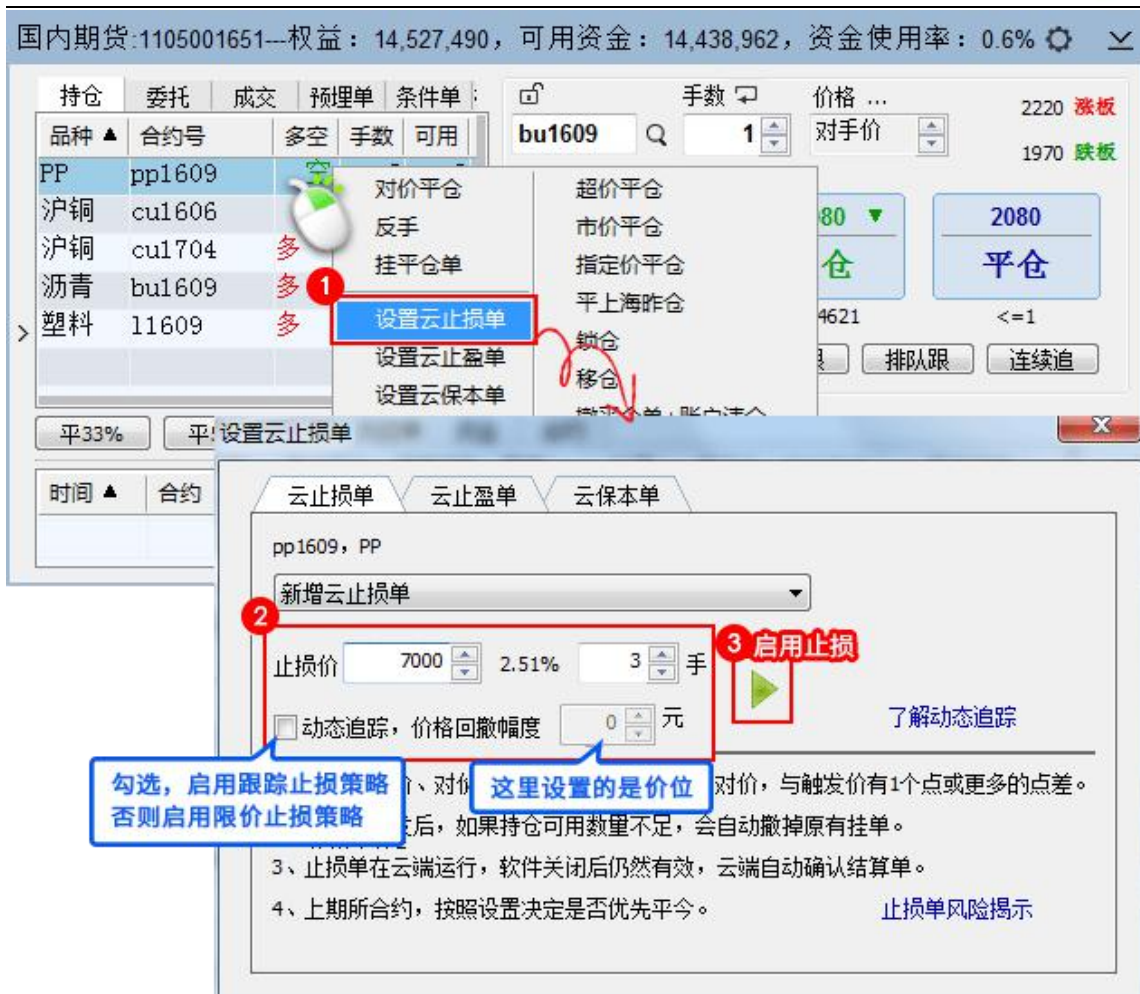 国内期货:1105001651---权益：14,527,490，可用资金：14,438,962，资金使用率：0.6%
持仓 委托 成交 预埋单 条件单
手数 价格 ...
2220 涨板
品种 ▲ 合约号 多空 手数 可用
bu1609 1 对手价
1970 跌板
PP pp1609 空
沪铜 cu1606
沪铜 cu1704 多
沥青 bu1609 多
塑料 l1609 多
对价平仓 超价平仓
反手 市价平仓
挂平仓单 指定价平仓
1
平上海昨仓
设置云止损单 锁仓
设置云止盈单 移仓
设置云保本单
80 ▼ 2080
仓 平仓
4621 <=1
排队跟 连续追
平33% 平
时间 ▲ 合约
设置云止损单 X
云止损单 云止盈单 云保本单
pp1609，PP
新增云止损单
2
止损价 7000 2.51% 3 手
3 启用止损
动态追踪，价格回撤幅度 0 元
了解动态追踪
勾选，启用跟踪止损策略
否则启用限价止损策略
这里设置的是价位
、对价，与触发价有1个点或更多的点差。
后，如果持仓可用数量不足，会自动撤掉原有挂单。
3、止损单在云端运行，软件关闭后仍然有效，云端自动确认结算单。
4、上期所合约，按照设置决定是否优先平今。 止损单风险揭示